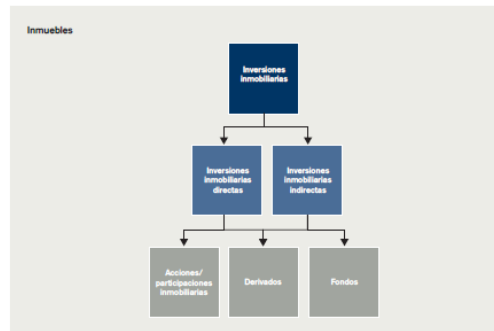 Inmuebles
Inversiones
inmobiliarias
Inversiones
inmobiliarias
directas
Inversiones
inmobiliarias
indirectas
Acciones/
participaciones
inmobiliarias
Derivados
Fondos